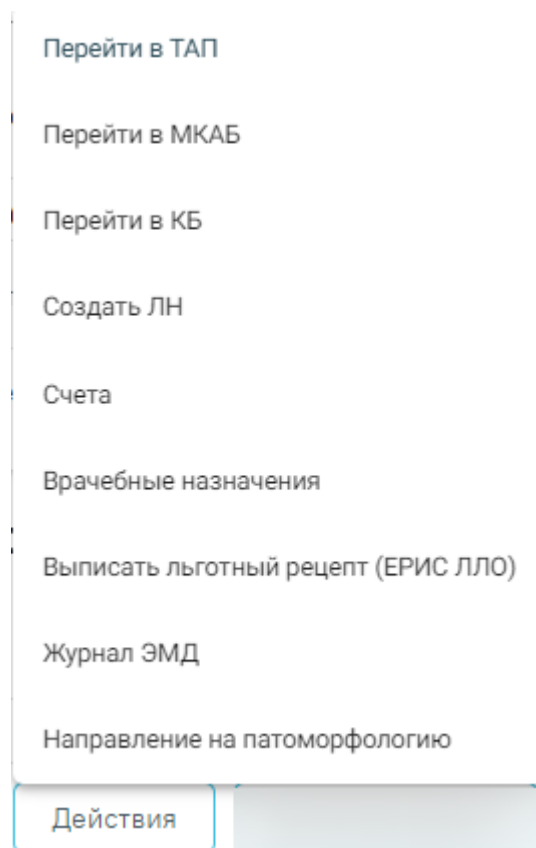 Перейти в ТАП
Перейти в МКАБ
Перейти в КБ
Создать ЛН
Счета
Врачебные назначения
Выписать льготный рецепт (ЕРИС ЛЛО)
Журнал ЭМД
Направление на патоморфологию
Действия